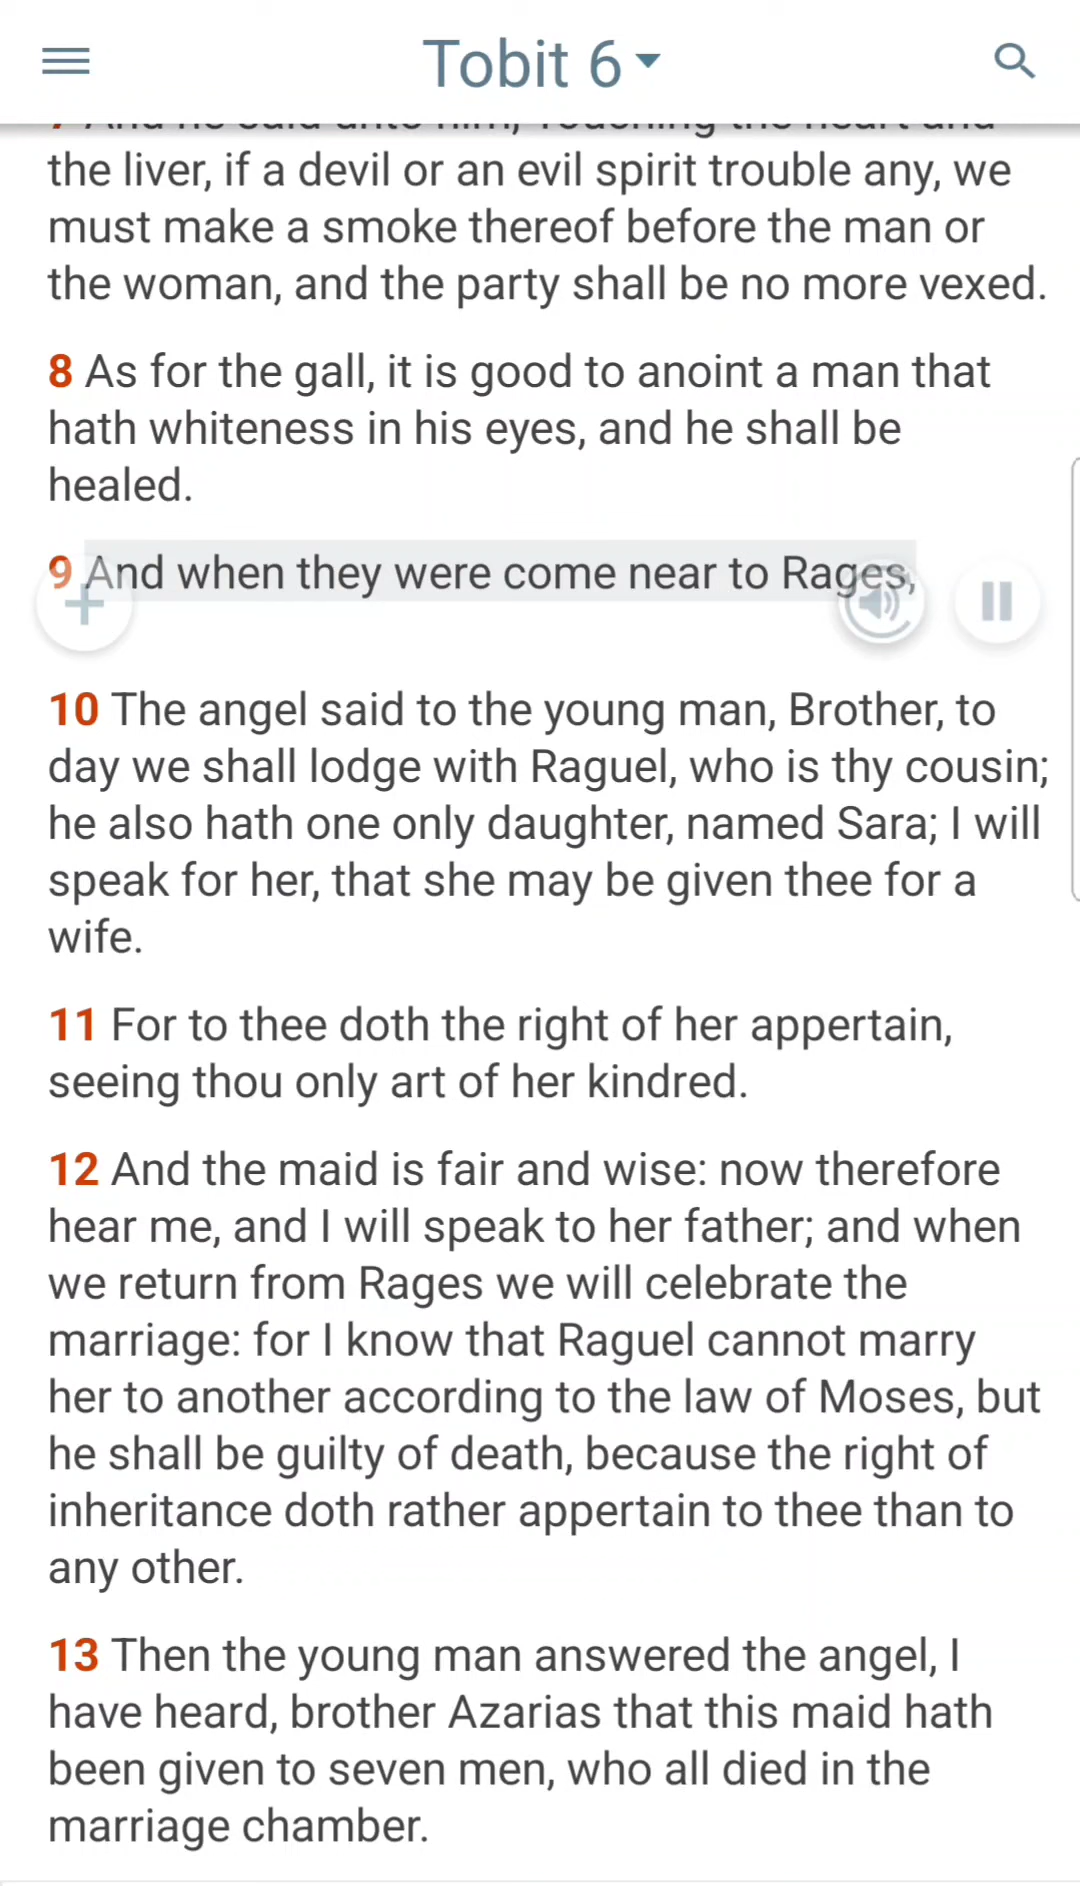 Tobit 6
the liver, if a devil or an evil spirit trouble any, we
must make a smoke thereof before the man or
the woman, and the party shall be no more vexed.
8 As for the gall, it is good to anoint a man that
hath whiteness in his eyes, and he shall be
healed.
9 And when they were come near to Rages,
10 The angel said to the young man, Brother, to
day we shall lodge with Raguel, who is thy cousin;
he also hath one only daughter, named Sara; I will
speak for her, that she may be given thee for a
wife.
11 For to thee doth the right of her appertain,
seeing thou only art of her kindred.
12 And the maid is fair and wise: now therefore
hear me, and I will speak to her father; and when
we return from Rages we will celebrate the
marriage: for I know that Raguel cannot marry
her to another according to the law of Moses, but
he shall be guilty of death, because the right of
inheritance doth rather appertain to thee than to
any other.
13 Then the young man answered the angel, I
have heard, brother Azarias that this maid hath
been given to seven men, who all died in the
marriage chamber.